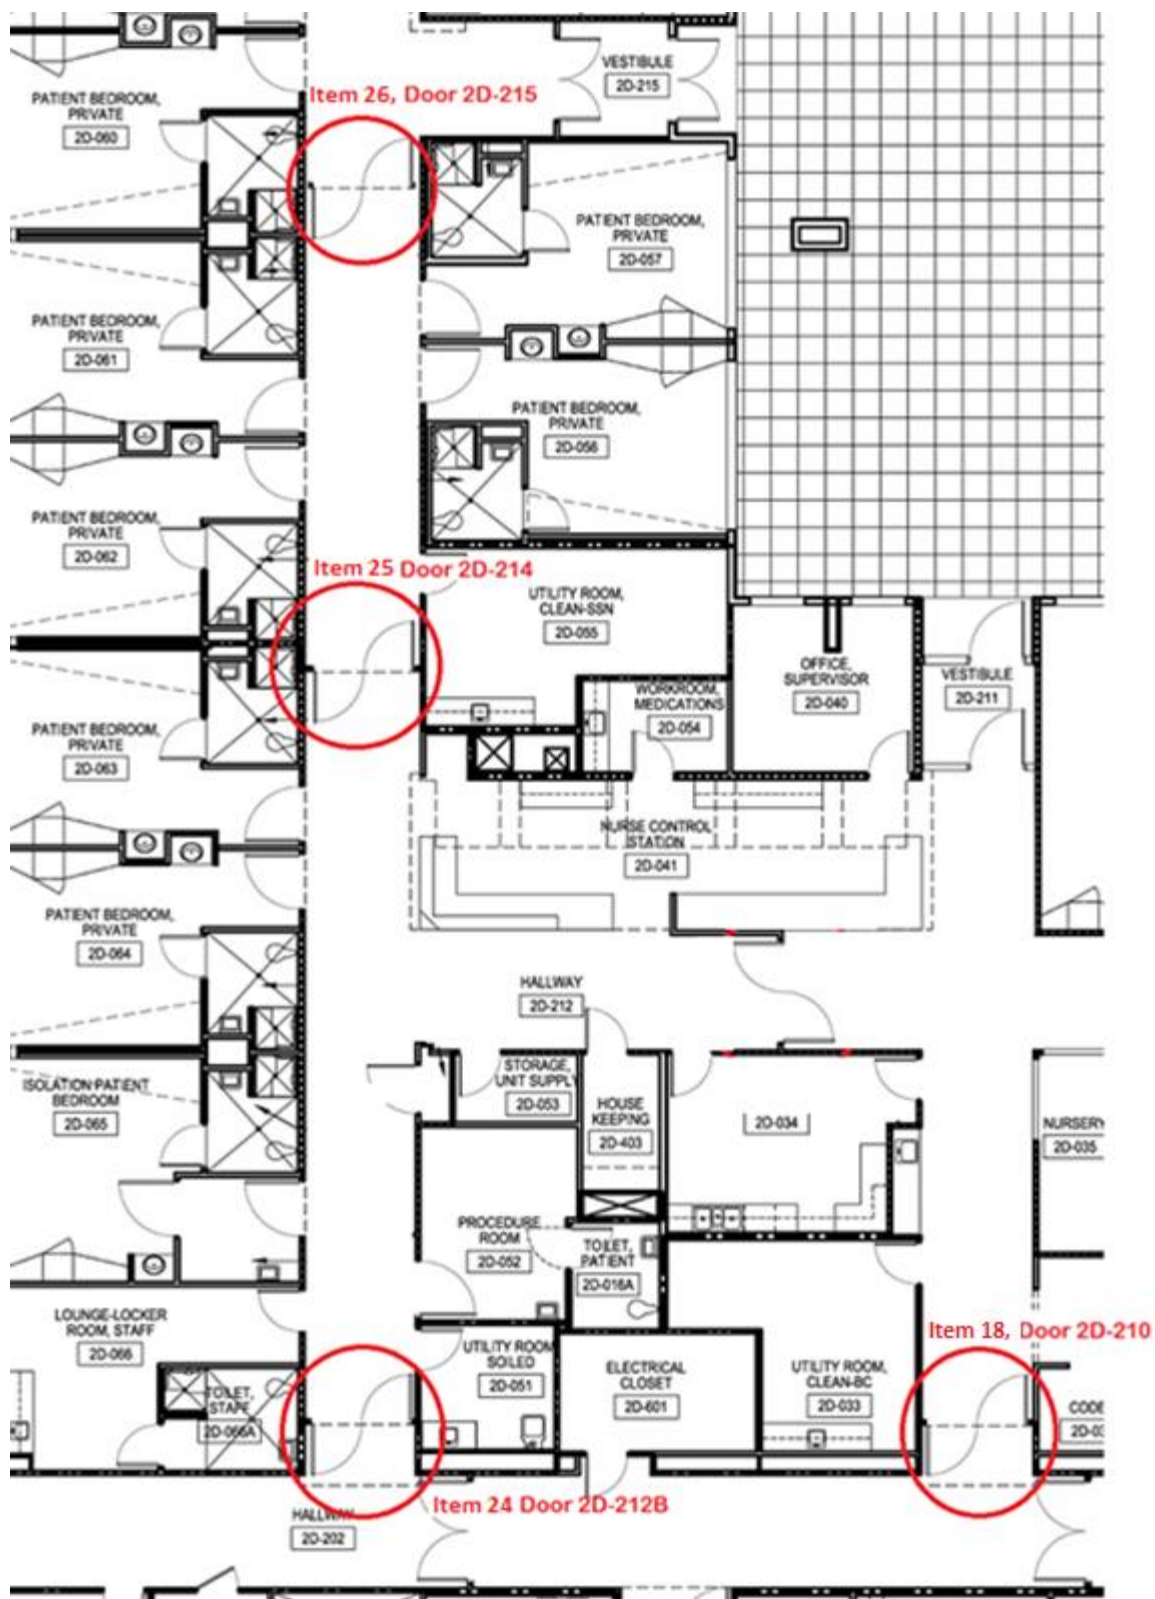 VESTIBULE
2D-215
Item 26, Door 2D-215
PATIENT BEDROOM,
PRIVATE
2D-060
PATIENT BEDROOM,
PRIVATE
2D-057
PATIENT BEDROOM,
PRIVATE
2D-061
PATIENT BEDROOM,
PRIVATE
2D-056
PATIENT BEDROOM,
PRIVATE
2D-062
Item 25 Door 2D-214
UTILITY ROOM,
CLEAN-SSN
2D-055
OFFICE,
SUPERVISOR
2D-040
VESTIBULE
2D-211
WORKROOM,
MEDICATIONS
2D-054
PATIENT BEDROOM,
PRIVATE
2D-063
NURSE CONTROL
STATION
2D-041
PATIENT BEDROOM,
PRIVATE
2D-064
HALLWAY
2D-212
STORAGE,
UNIT SUPPLY
2D-053
ISOLATION PATIENT
BEDROOM
2D-065
HOUSE
KEEPING
2D-403
2D-034
NURSERY
2D-035
PROCEDURE
ROOM
2D-052
TOILET,
PATIENT
2D-016A
LOUNGE-LOCKER
ROOM, STAFF
2D-066
Item 18, Door 2D-210
UTILITY ROOM
SOILED
2D-051
ELECTRICAL
CLOSET
2D-601
UTILITY ROOM,
CLEAN-BC
2D-033
TOILET,
STAFF
2D-066A
CODE
2D-03
Item 24 Door 2D-212B
HALLWAY
2D-202